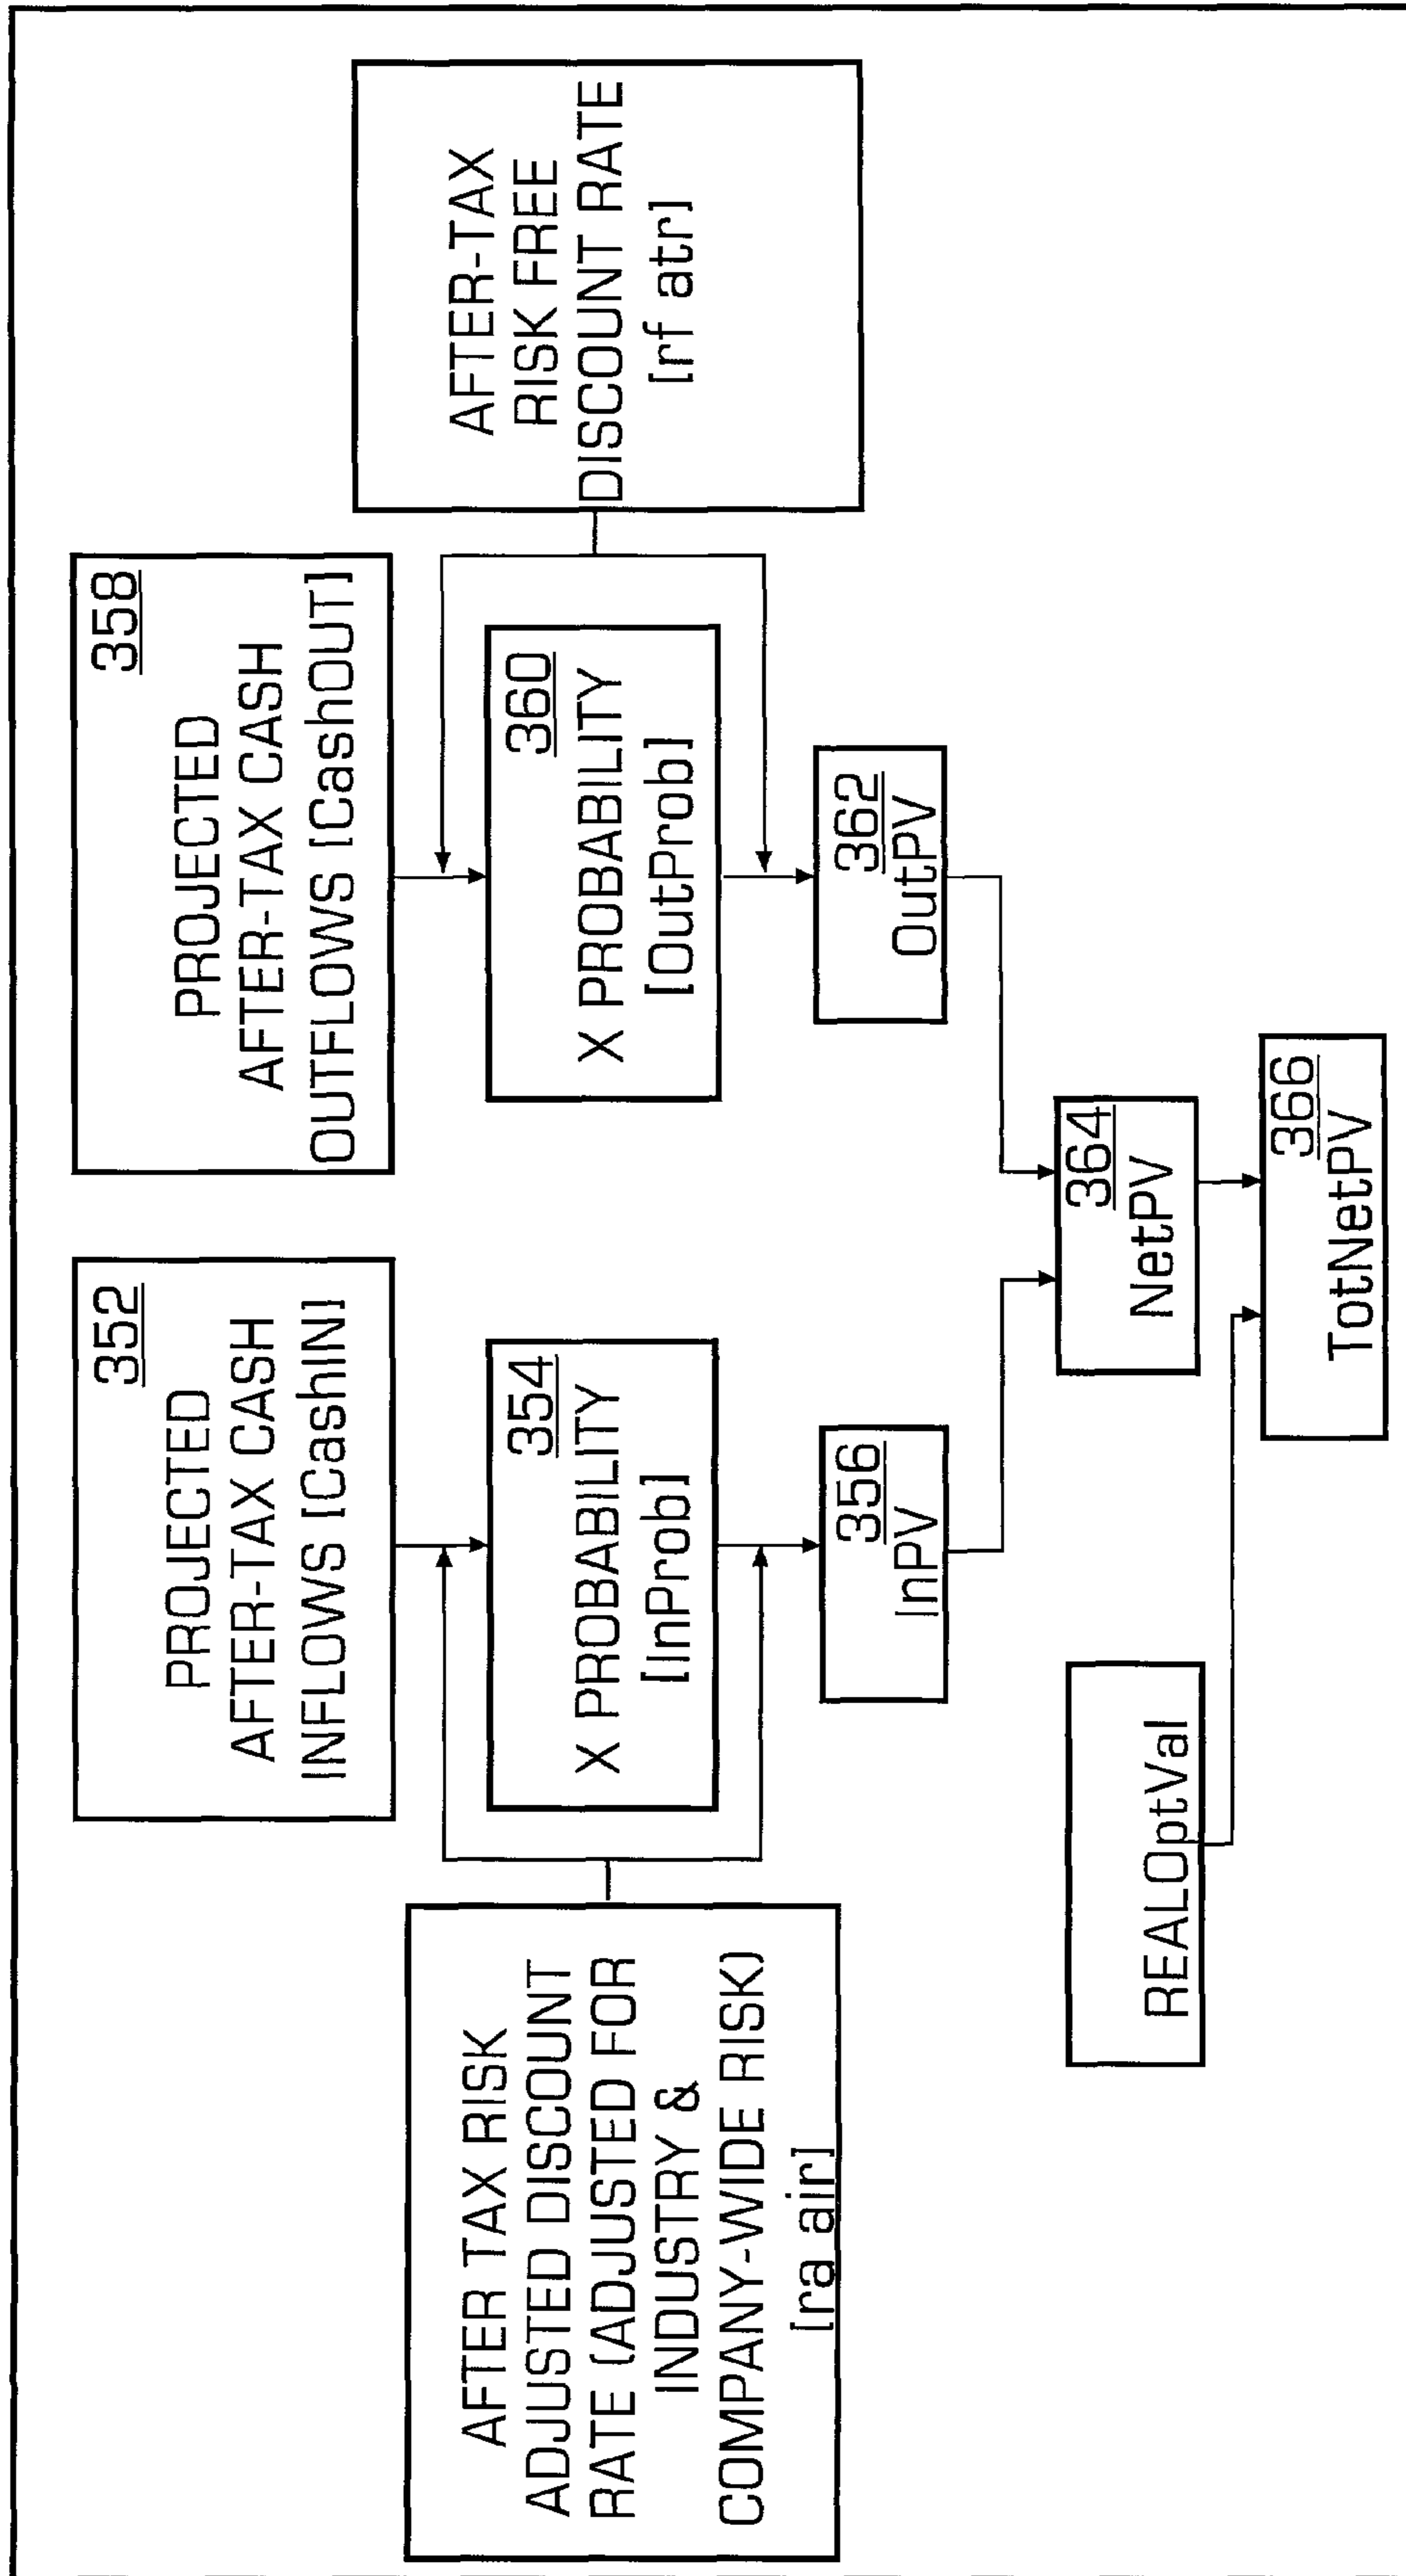 352
PROJECTED
AFTER-TAX CASH
INFLOWS [CashIN]
358
PROJECTED
AFTER-TAX CASH
OUTFLOWS [CashOUT]
AFTER TAX RISK
ADJUSTED DISCOUNT
RATE (ADJUSTED FOR
INDUSTRY &
COMPANY-WIDE RISK)
[ra air]
354
X PROBABILITY
[InProb]
360
X PROBABILITY
[OutProb]
AFTER-TAX
RISK FREE
DISCOUNT RATE
[rf atr]
356
InPV
362
OutPV
REALOptVal
364
NetPV
366
TotNetPV